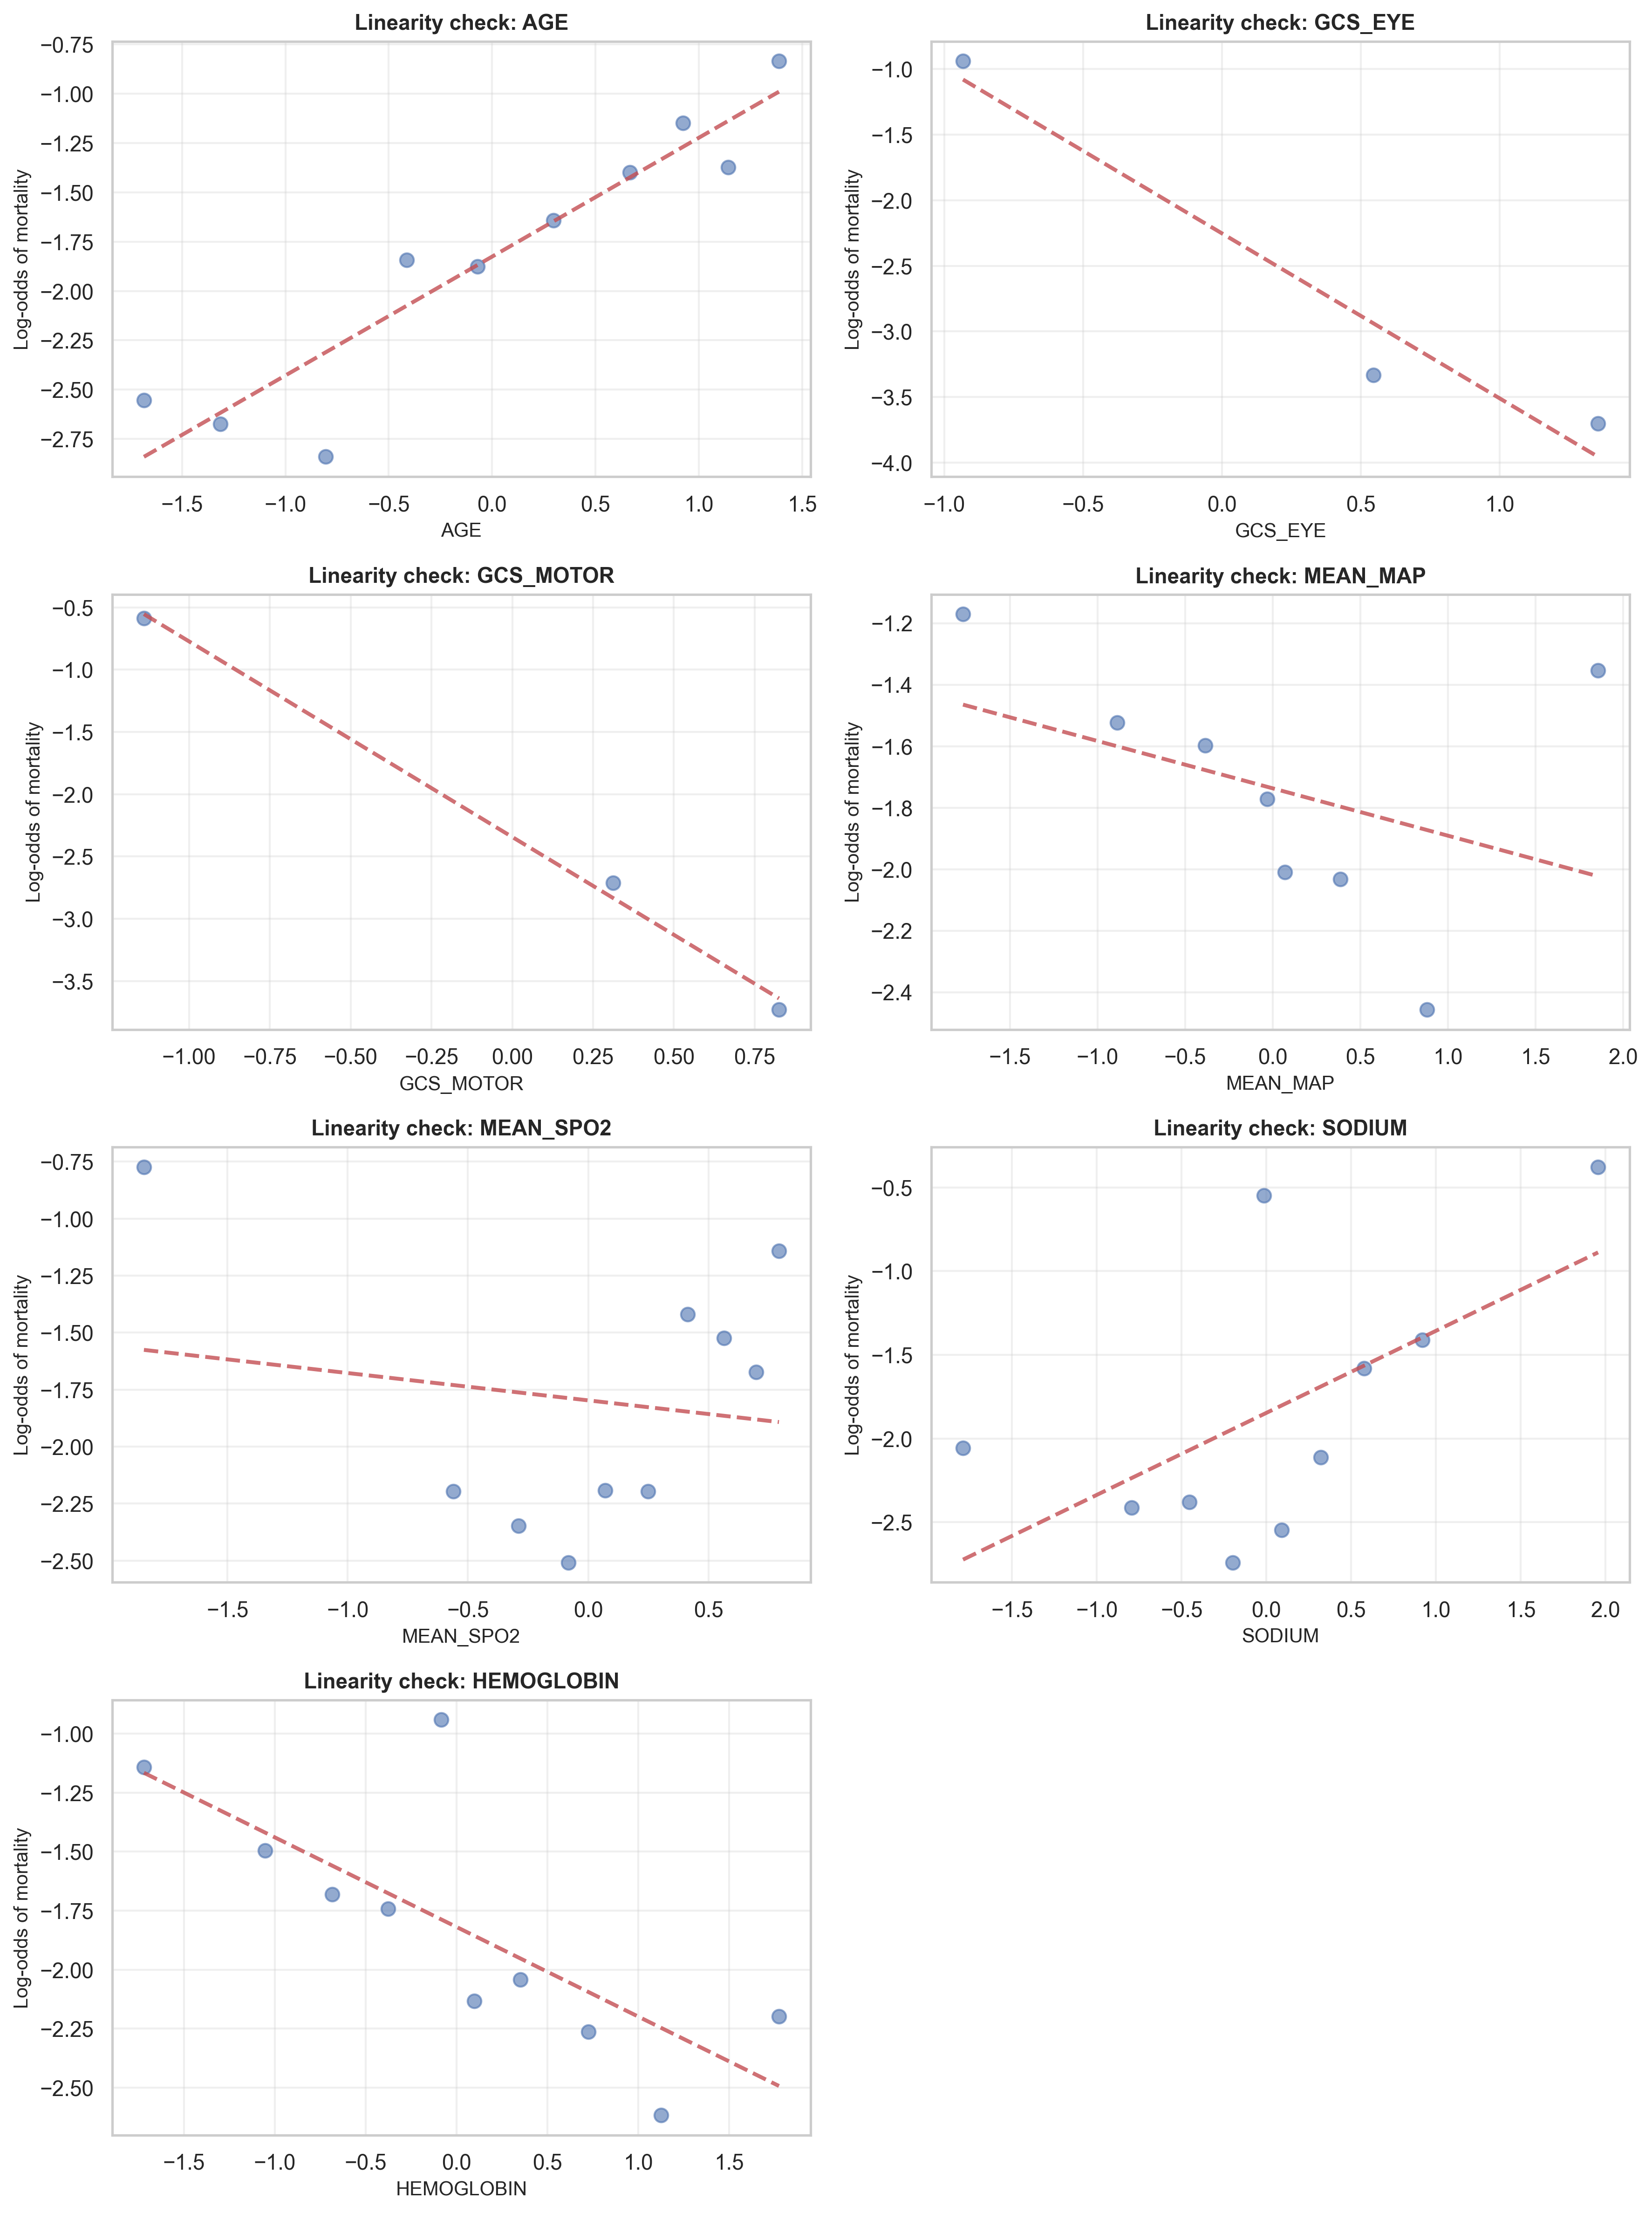 Linearity check: AGE
Log-odds of mortality
−0.75
−1.00
−1.25
−1.50
−1.75
−2.00
−2.25
−2.50
−2.75
−1.5 −1.0 −0.5 0.0 0.5 1.0 1.5
AGE
Linearity check: GCS_EYE
Log-odds of mortality
−1.0
−1.5
−2.0
−2.5
−3.0
−3.5
−4.0
−1.0 −0.5 0.0 0.5 1.0
GCS_EYE
Linearity check: GCS_MOTOR
Log-odds of mortality
−0.5
−1.0
−1.5
−2.0
−2.5
−3.0
−3.5
−1.00 −0.75 −0.50 −0.25 0.00 0.25 0.50 0.75
GCS_MOTOR
Linearity check: MEAN_MAP
Log-odds of mortality
−1.2
−1.4
−1.6
−1.8
−2.0
−2.2
−2.4
−1.5 −1.0 −0.5 0.0 0.5 1.0 1.5 2.0
MEAN_MAP
Linearity check: MEAN_SPO2
Log-odds of mortality
−0.75
−1.00
−1.25
−1.50
−1.75
−2.00
−2.25
−2.50
−1.5 −1.0 −0.5 0.0 0.5
MEAN_SPO2
Linearity check: SODIUM
Log-odds of mortality
−0.5
−1.0
−1.5
−2.0
−2.5
−1.5 −1.0 −0.5 0.0 0.5 1.0 1.5 2.0
SODIUM
Linearity check: HEMOGLOBIN
Log-odds of mortality
−1.00
−1.25
−1.50
−1.75
−2.00
−2.25
−2.50
−1.5 −1.0 −0.5 0.0 0.5 1.0 1.5
HEMOGLOBIN